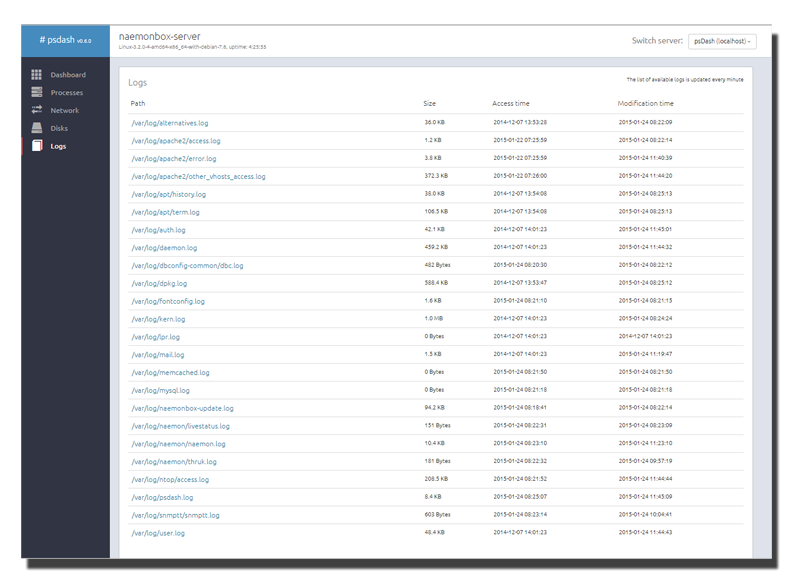 # psdash v0.6.0
naemonbox-server
Linux-3.2.0-4-amd64-x86_64-with-debian-7.8, uptime: 4:25:55
Switch server: psDash (localhost)
Dashboard
Processes
Network
Disks
Logs
Logs
The list of available logs is updated every minute
Path Size Access time Modification time
/var/log/alternatives.log 36.0 KB 2014-12-07 13:53:28 2015-01-24 08:22:09
/var/log/apache2/access.log 1.2 KB 2015-01-22 07:25:59 2015-01-24 08:22:14
/var/log/apache2/error.log 3.8 KB 2015-01-22 07:25:59 2015-01-24 11:40:39
/var/log/apache2/other_vhosts_access.log 372.3 KB 2015-01-22 07:26:00 2015-01-24 11:44:20
/var/log/apt/history.log 38.0 KB 2014-12-07 13:54:08 2015-01-24 08:25:13
/var/log/apt/term.log 106.5 KB 2014-12-07 13:54:08 2015-01-24 08:25:13
/var/log/auth.log 42.1 KB 2014-12-07 14:01:23 2015-01-24 11:45:01
/var/log/daemon.log 459.2 KB 2014-12-07 14:01:23 2015-01-24 11:44:32
/var/log/dbconfig-common/dbc.log 482 Bytes 2015-01-24 08:20:30 2015-01-24 08:22:12
/var/log/dpkg.log 588.4 KB 2014-12-07 13:53:47 2015-01-24 08:25:12
/var/log/fontconfig.log 1.6 KB 2015-01-24 08:21:10 2015-01-24 08:21:15
/var/log/kern.log 1.0 MB 2014-12-07 14:01:23 2015-01-24 08:24:24
/var/log/lpr.log 0 Bytes 2014-12-07 14:01:23 2014-12-07 14:01:23
/var/log/mail.log 1.5 KB 2014-12-07 14:01:23 2015-01-24 11:19:47
/var/log/memcached.log 0 Bytes 2015-01-24 08:21:50 2015-01-24 08:21:50
/var/log/mysql.log 0 Bytes 2015-01-24 08:21:18 2015-01-24 08:21:18
/var/log/naemonbox-update.log 94.2 KB 2015-01-24 08:18:41 2015-01-24 08:22:14
/var/log/naemon/livestatus.log 151 Bytes 2015-01-24 08:22:31 2015-01-24 08:23:09
/var/log/naemon/naemon.log 10.4 KB 2015-01-24 08:23:10 2015-01-24 11:23:10
/var/log/naemon/thruk.log 181 Bytes 2015-01-24 08:22:32 2015-01-24 09:57:19
/var/log/ntop/access.log 208.5 KB 2015-01-24 08:21:52 2015-01-24 11:44:44
/var/log/psdash.log 8.4 KB 2015-01-24 08:25:07 2015-01-24 11:45:09
/var/log/snmptt/snmptt.log 603 Bytes 2015-01-24 08:23:14 2015-01-24 10:04:41
/var/log/user.log 48.4 KB 2014-12-07 14:01:23 2015-01-24 11:44:43